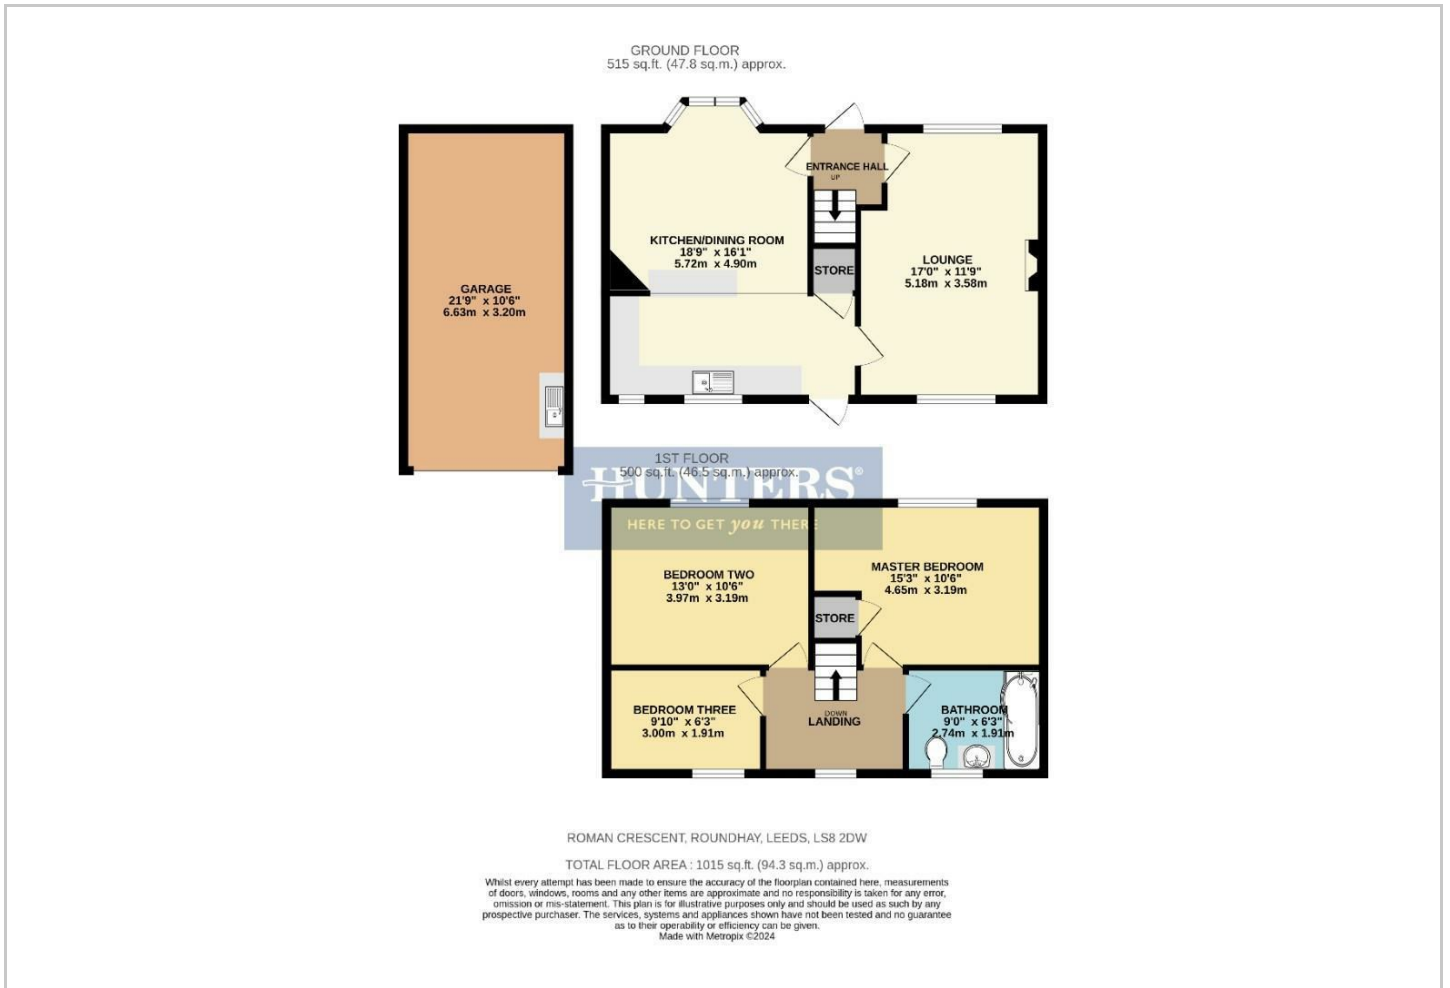 GROUND FLOOR
515 sq.ft. (47.8 sq.m.) approx.
ENTRANCE HALL
UP
KITCHEN/DINING ROOM
18'9" x 16'1"
5.72m x 4.90m
STORE
LOUNGE
17'0" x 11'9"
5.18m x 3.58m
GARAGE
21'9" x 10'6"
6.63m x 3.20m
1ST FLOOR
500 sq.ft. (46.5 sq.m.) approx.
HUNTERS®
HERE TO GET you THERE
BEDROOM TWO
13'0" x 10'6"
3.97m x 3.19m
MASTER BEDROOM
15'3" x 10'6"
4.65m x 3.19m
STORE
BEDROOM THREE
9'10" x 6'3"
3.00m x 1.91m
DOWN
LANDING
BATHROOM
9'0" x 6'3"
2.74m x 1.91m
ROMAN CRESCENT, ROUNDHAY, LEEDS, LS8 2DW
TOTAL FLOOR AREA : 1015 sq.ft. (94.3 sq.m.) approx.
Whilst every attempt has been made to ensure the accuracy of the floorplan contained here, measurements
of doors, windows, rooms and any other items are approximate and no responsibility is taken for any error,
omission or mis-statement. This plan is for illustrative purposes only and should be used as such by any
prospective purchaser. The services, systems and appliances shown have not been tested and no guarantee
as to their operability or efficiency can be given.
Made with Metropix ©2024